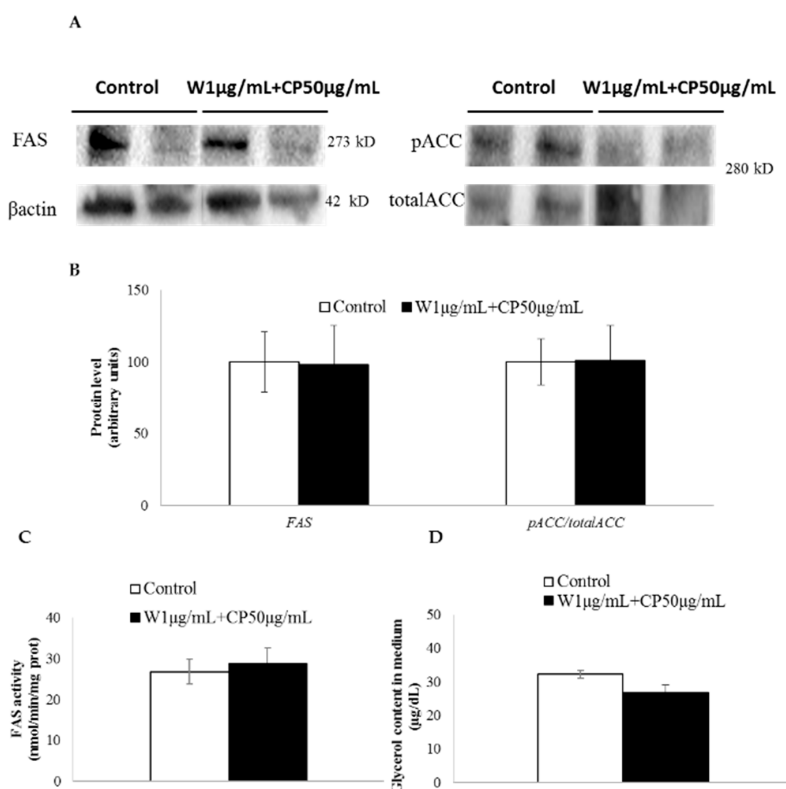 A
Control W1μg/mL+CP50μg/mL Control W1μg/mL+CP50μg/mL
FAS 273 kD pACC
280 kD
βactin 42 kD totalACC
B
150
Control W1μg/mL+CP50μg/mL
100
50
0
Protein level
(arbitrary units)
FAS pACC/totalACC
C
Control
W1μg/mL+CP50μg/mL
40
30
20
10
0
FAS activity
(nmol/min/mg prot)
D
Control
W1μg/mL+CP50μg/mL
50
40
30
20
10
0
Glycerol content in medium
(μg/dL)